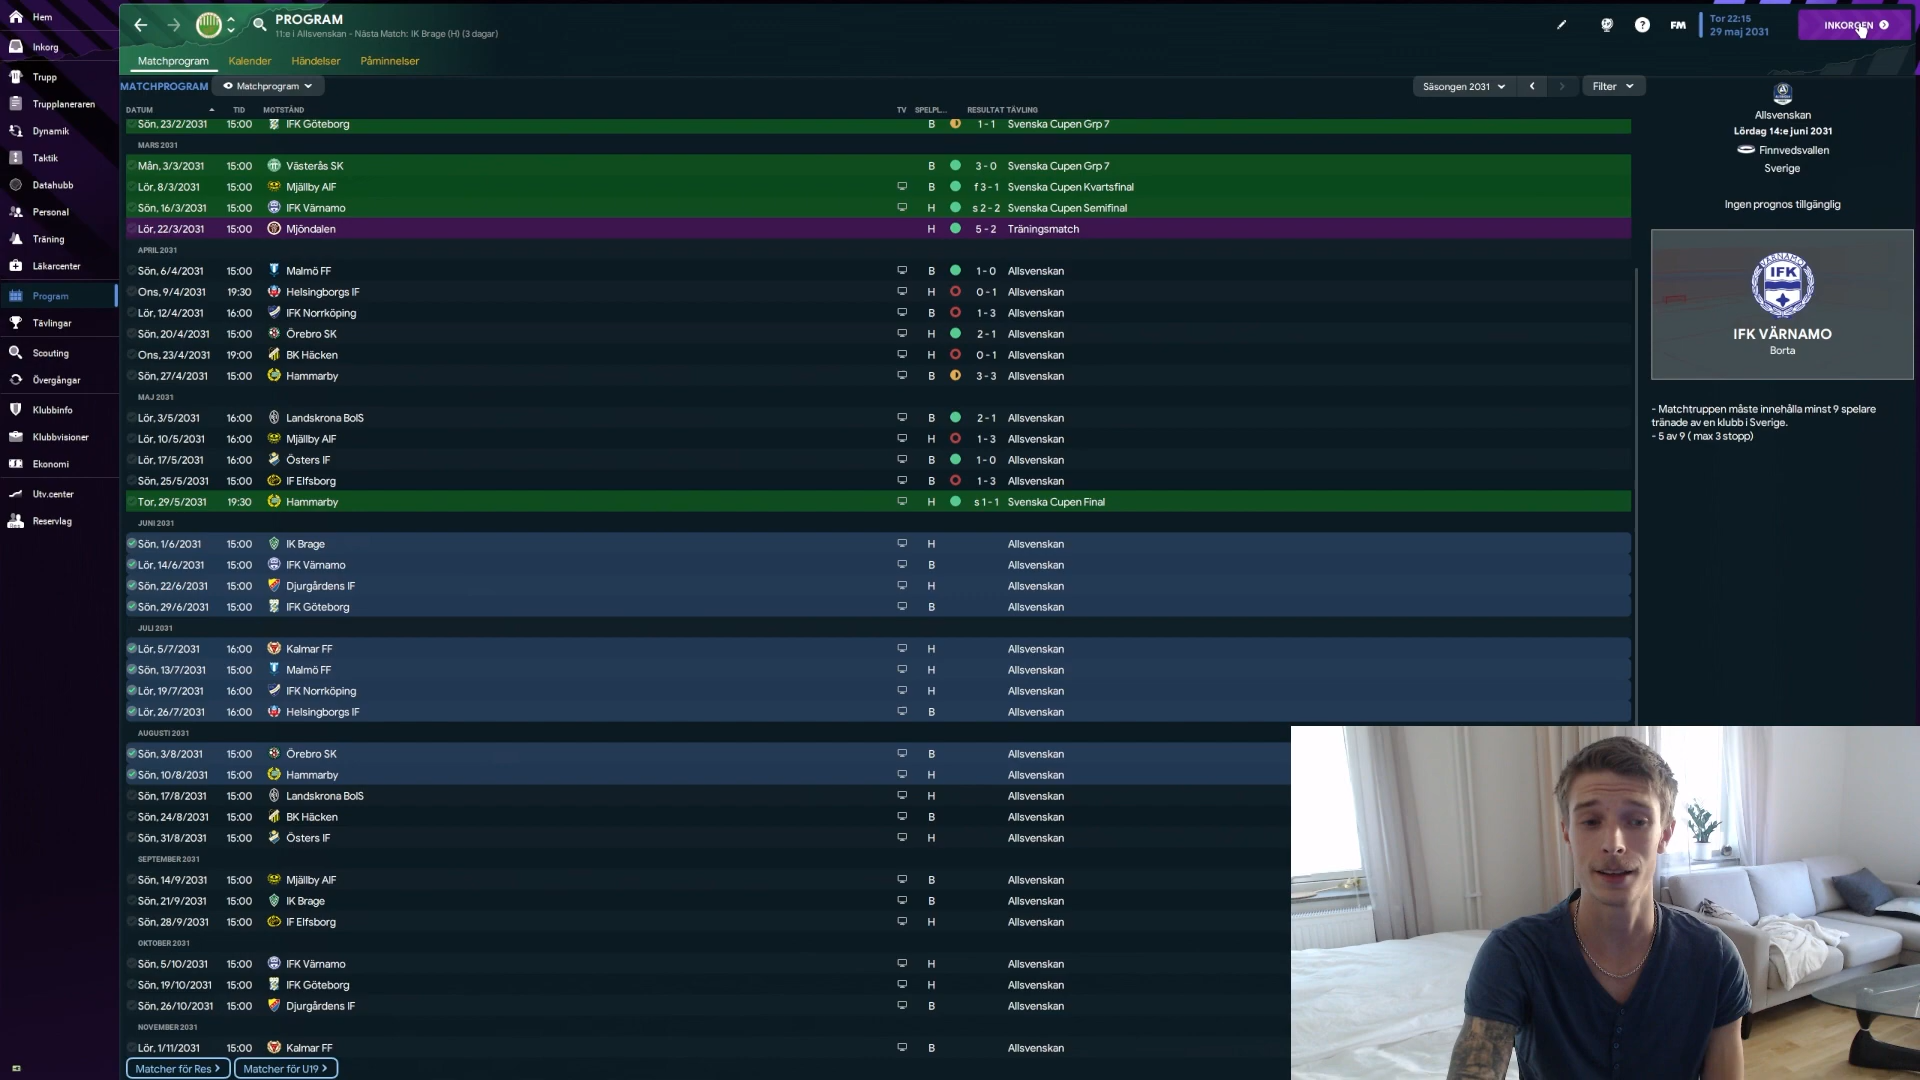 Hem
Inkorg
Trupp
Trupplaneraren
Dynamik
Taktik
Datahubb
Personal
Träning
Läkarcenter
Program
Tävlingar
Scouting
Övergångar
Klubbinfo
Klubbvisioner
Ekonomi
Utv.center
Reservlag
PROGRAM
11:e i Allsvenskan - Nästa Match: IK Brage (H) (3 dagar)
FM
Tor 22:15
29 maj 2031
INKORGEN
Matchprogram Kalender Händelser Påminnelser
MATCHPROGRAM Matchprogram Säsongen 2031 Filter
DATUM TID MOTSTÅND TV SPELPL... RESULTAT TÄVLING
Sön, 23/2/2031 15:00 IFK Göteborg B 1 - 1 Svenska Cupen Grp 7
MARS 2031
Mån, 3/3/2031 15:00 Västerås SK B 3 - 0 Svenska Cupen Grp 7
Lör, 8/3/2031 15:00 Mjällby AIF B f 3 - 1 Svenska Cupen Kvartsfinal
Sön, 16/3/2031 15:00 IFK Värnamo H s 2 - 2 Svenska Cupen Semifinal
Lör, 22/3/2031 15:00 Mjöndalen H 5 - 2 Träningsmatch
APRIL 2031
Sön, 6/4/2031 15:00 Malmö FF B 1 - 0 Allsvenskan
Ons, 9/4/2031 19:30 Helsingborgs IF H 0 - 1 Allsvenskan
Lör, 12/4/2031 16:00 IFK Norrköping B 1 - 3 Allsvenskan
Sön, 20/4/2031 15:00 Örebro SK H 2 - 1 Allsvenskan
Ons, 23/4/2031 19:00 BK Häcken H 0 - 1 Allsvenskan
Sön, 27/4/2031 15:00 Hammarby B 3 - 3 Allsvenskan
MAJ 2031
Lör, 3/5/2031 16:00 Landskrona BoIS B 2 - 1 Allsvenskan
Lör, 10/5/2031 16:00 Mjällby AIF H 1 - 3 Allsvenskan
Lör, 17/5/2031 16:00 Östers IF B 1 - 0 Allsvenskan
Sön, 25/5/2031 15:00 IF Elfsborg B 1 - 3 Allsvenskan
Tor, 29/5/2031 19:30 Hammarby H s 1 - 1 Svenska Cupen Final
JUNI 2031
Sön, 1/6/2031 15:00 IK Brage H Allsvenskan
Lör, 14/6/2031 15:00 IFK Värnamo B Allsvenskan
Sön, 22/6/2031 15:00 Djurgårdens IF H Allsvenskan
Sön, 29/6/2031 15:00 IFK Göteborg B Allsvenskan
JULI 2031
Lör, 5/7/2031 16:00 Kalmar FF H Allsvenskan
Sön, 13/7/2031 15:00 Malmö FF H Allsvenskan
Lör, 19/7/2031 16:00 IFK Norrköping H Allsvenskan
Lör, 26/7/2031 16:00 Helsingborgs IF B Allsvenskan
AUGUSTI 2031
Sön, 3/8/2031 15:00 Örebro SK B Allsvenskan
Sön, 10/8/2031 15:00 Hammarby H Allsvenskan
Sön, 17/8/2031 15:00 Landskrona BoIS H Allsvenskan
Sön, 24/8/2031 15:00 BK Häcken B Allsvenskan
Sön, 31/8/2031 15:00 Östers IF H Allsvenskan
SEPTEMBER 2031
Sön, 14/9/2031 15:00 Mjällby AIF B Allsvenskan
Sön, 21/9/2031 15:00 IK Brage B Allsvenskan
Sön, 28/9/2031 15:00 IF Elfsborg H Allsvenskan
OKTOBER 2031
Sön, 5/10/2031 15:00 IFK Värnamo H Allsvenskan
Sön, 19/10/2031 15:00 IFK Göteborg H Allsvenskan
Sön, 26/10/2031 15:00 Djurgårdens IF B Allsvenskan
NOVEMBER 2031
Lör, 1/11/2031 15:00 Kalmar FF B Allsvenskan
Matcher för Res Matcher för U19
Allsvenskan
Lördag 14:e juni 2031
Finnvedsvallen
Sverige
Ingen prognos tillgänglig
VÄRNAMO
IFK
IFK VÄRNAMO
Borta
- Matchtruppen måste innehålla minst 9 spelare
tränade av en klubb i Sverige.
- 5 av 9 ( max 3 stopp)